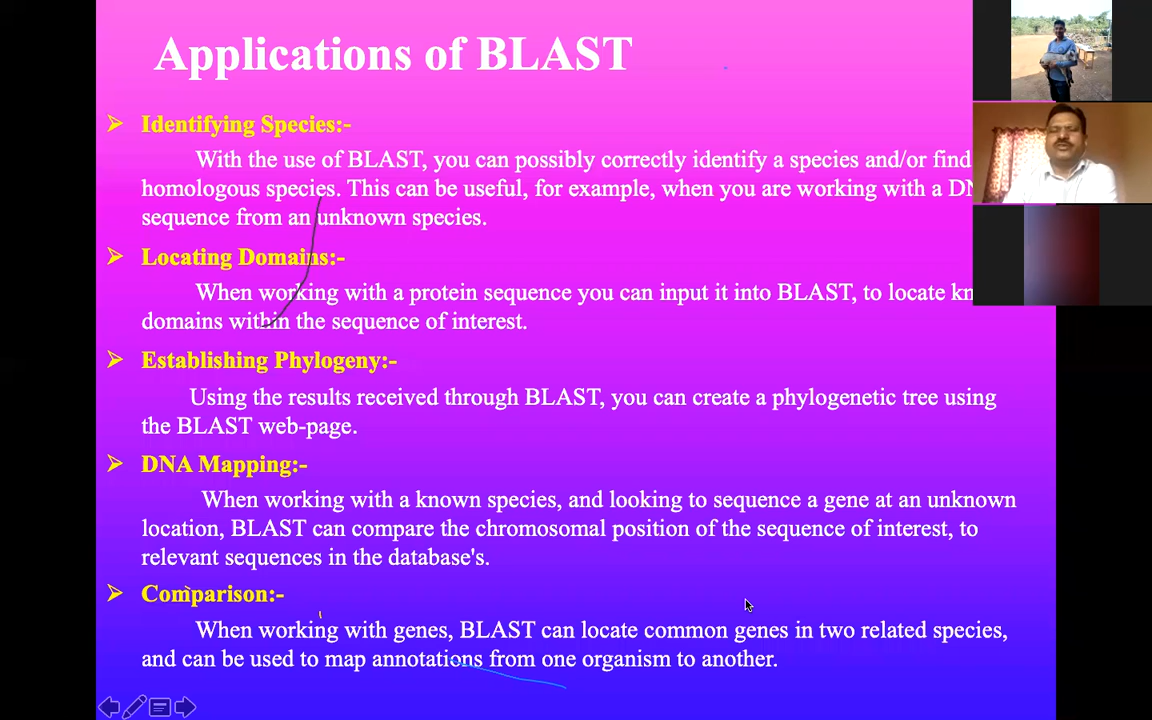 Applications of BLAST
➢ Identifying Species:-
With the use of BLAST, you can possibly correctly identify a species and/or find
homologous species. This can be useful, for example, when you are working with a
sequence from an unknown species.
➢ Locating Domains:-
When working with a protein sequence you can input it into BLAST, to locate
domains within the sequence of interest.
➢ Establishing Phylogeny:-
Using the results received through BLAST, you can create a phylogenetic tree using
the BLAST web-page.
➢ DNA Mapping:-
When working with a known species, and looking to sequence a gene at an unknown
location, BLAST can compare the chromosomal position of the sequence of interest, to
relevant sequences in the database's.
➢ Comparison:-
When working with genes, BLAST can locate common genes in two related species,
and can be used to map annotations from one organism to another.